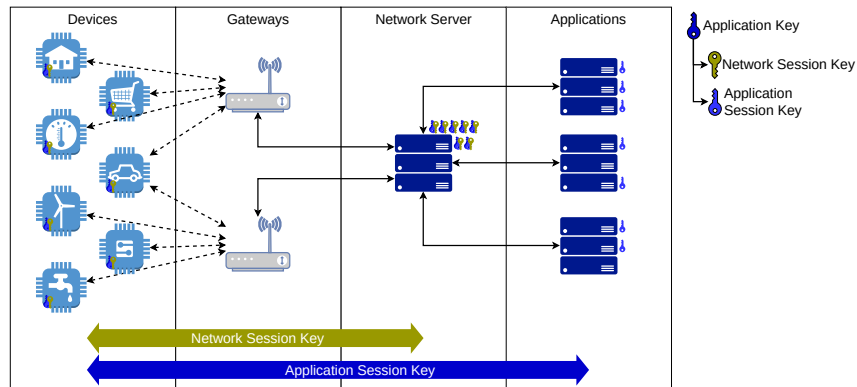 Devices
Gateways
Network Server
Applications
Application Key
Network Session Key
Application
Session Key
Network Session Key
Application Session Key